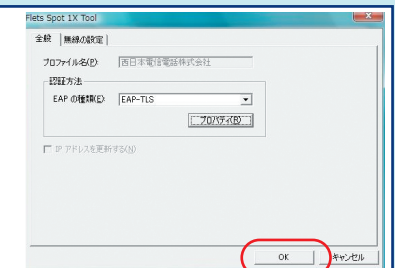 Flets Spot 1X Tool
全般 無線の設定
プロファイル名(P): 西日本電信電話株式会社
認証方法
EAP の種類(E): EAP-TLS
プロパティ(R)
IP アドレスを更新する(N)
OK キャンセル